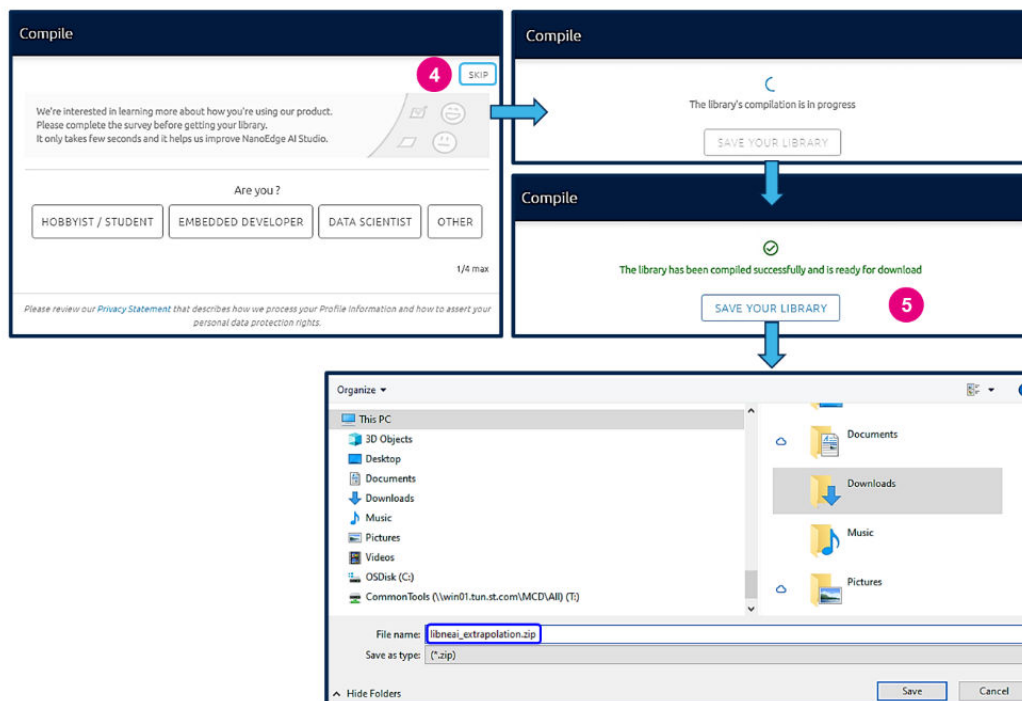 Compile
4
SKIP
We're interested in learning more about how you're using our product.
Please complete the survey before getting your library.
It only takes few seconds and it helps us improve NanoEdge AI Studio.
Are you ?
HOBBYIST / STUDENT
EMBEDDED DEVELOPER
DATA SCIENTIST
OTHER
1/4 max
Please review our Privacy Statement that describes how we process your Profile Information and how to assert your
personal data protection rights.
Compile
The library's compilation is in progress
SAVE YOUR LIBRARY
Compile
The library has been compiled successfully and is ready for download
SAVE YOUR LIBRARY
5
Organize
This PC
3D Objects
Desktop
Documents
Downloads
Music
Pictures
Videos
OSDisk (C:)
CommonTools (\\win01.tun.st.com\MCD\All) (T:)
Documents
Downloads
Music
Pictures
File name: libneai_extrapolation.zip
Save as type: (*.zip)
Hide Folders
Save
Cancel